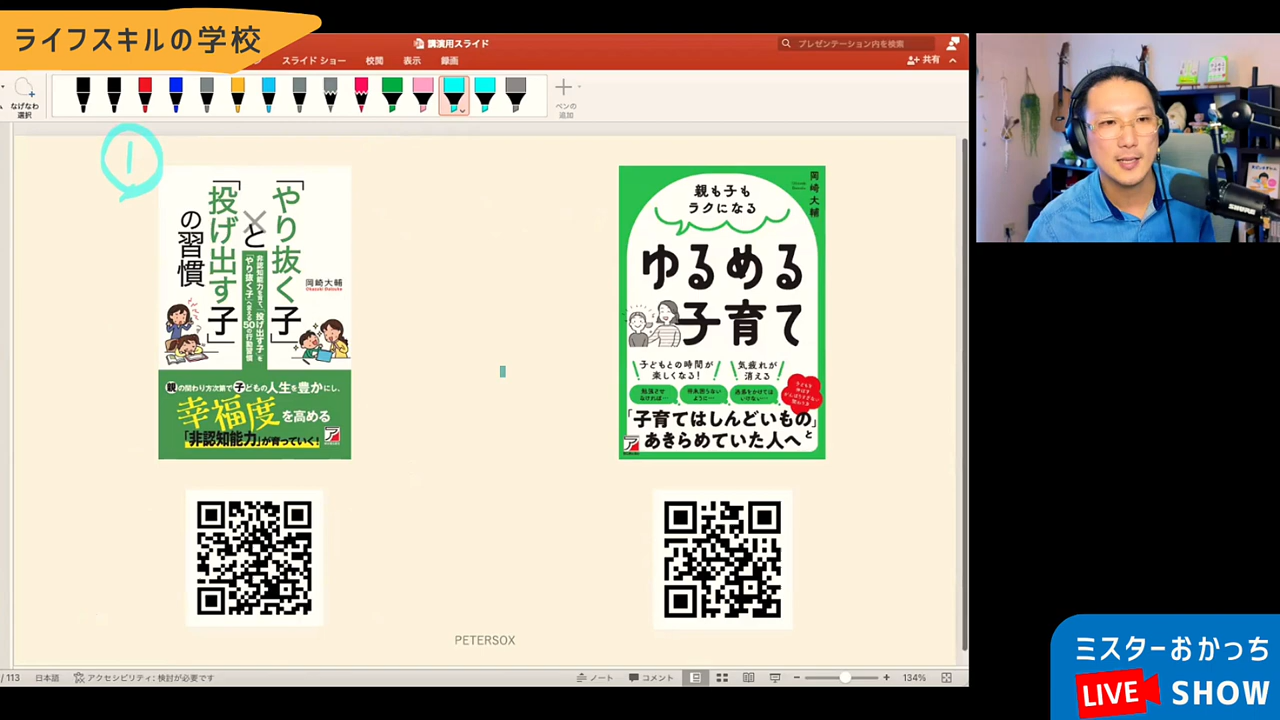 ライフスキルの学校
講演用スライド
プレゼンテーション内を検索
スライド ショー
校閲
表示
録画
共有
なげなわ
選択
ペンの
追加
1
「やり抜く子」
と
「投げ出す子」
の習慣
岡崎大輔
Okazaki Daisuke
非認知能力を育て、「投げ出す子」を
「やり抜く子」へ変える50の行動習慣
親の関わり方次第で子どもの人生を豊かにし、
幸福度を高める
「非認知能力」が育っていく!
親も子も
ラクになる
岡崎大輔
ゆるめる
子育て
子どもとの時間が
楽しくなる!
気疲れが
消える
勉強させ
なければ…
「子育てはしんどいもの」と
あきらめていた人へ
PETERSOX
/ 113
日本語
アクセシビリティ: 検討が必要です
ノート
コメント
134%
SHURE
ミスターおかっち
LIVE SHOW